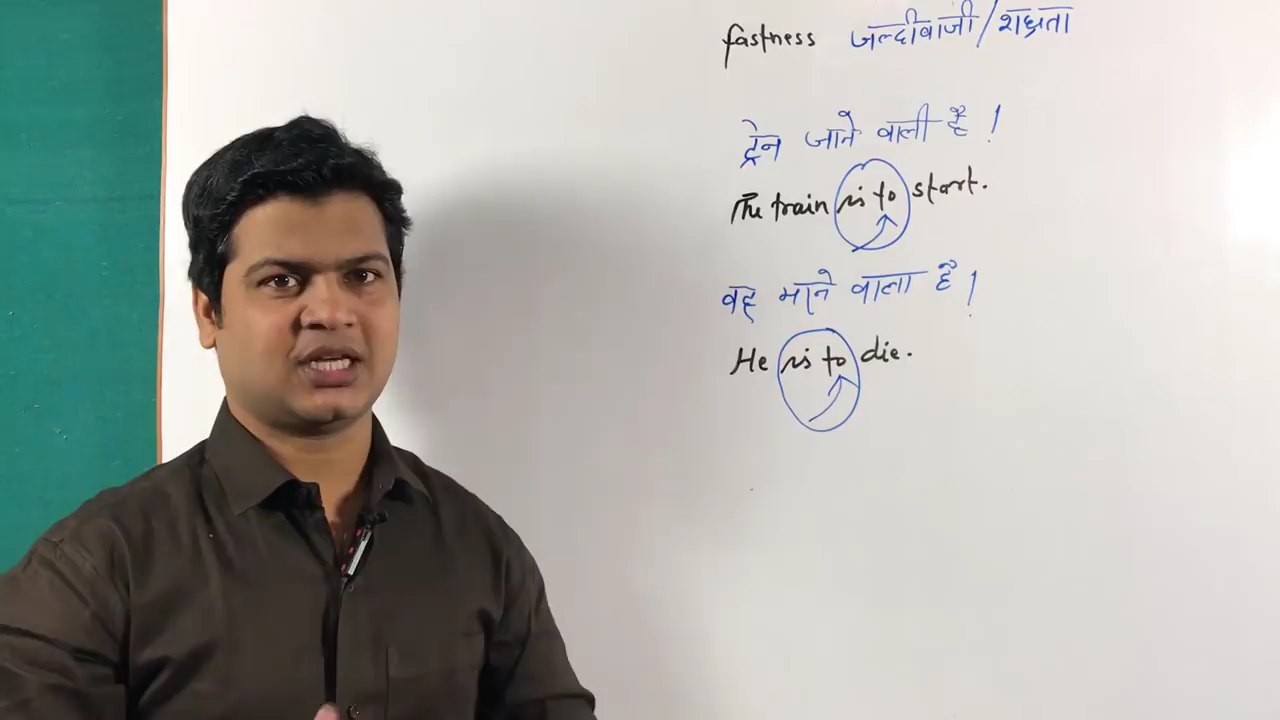 fastness जल्दीबाजी/शीघ्रता
ट्रेन जाने वाली है !
The train is to start.
वह मरने वाला है !
He is to die.